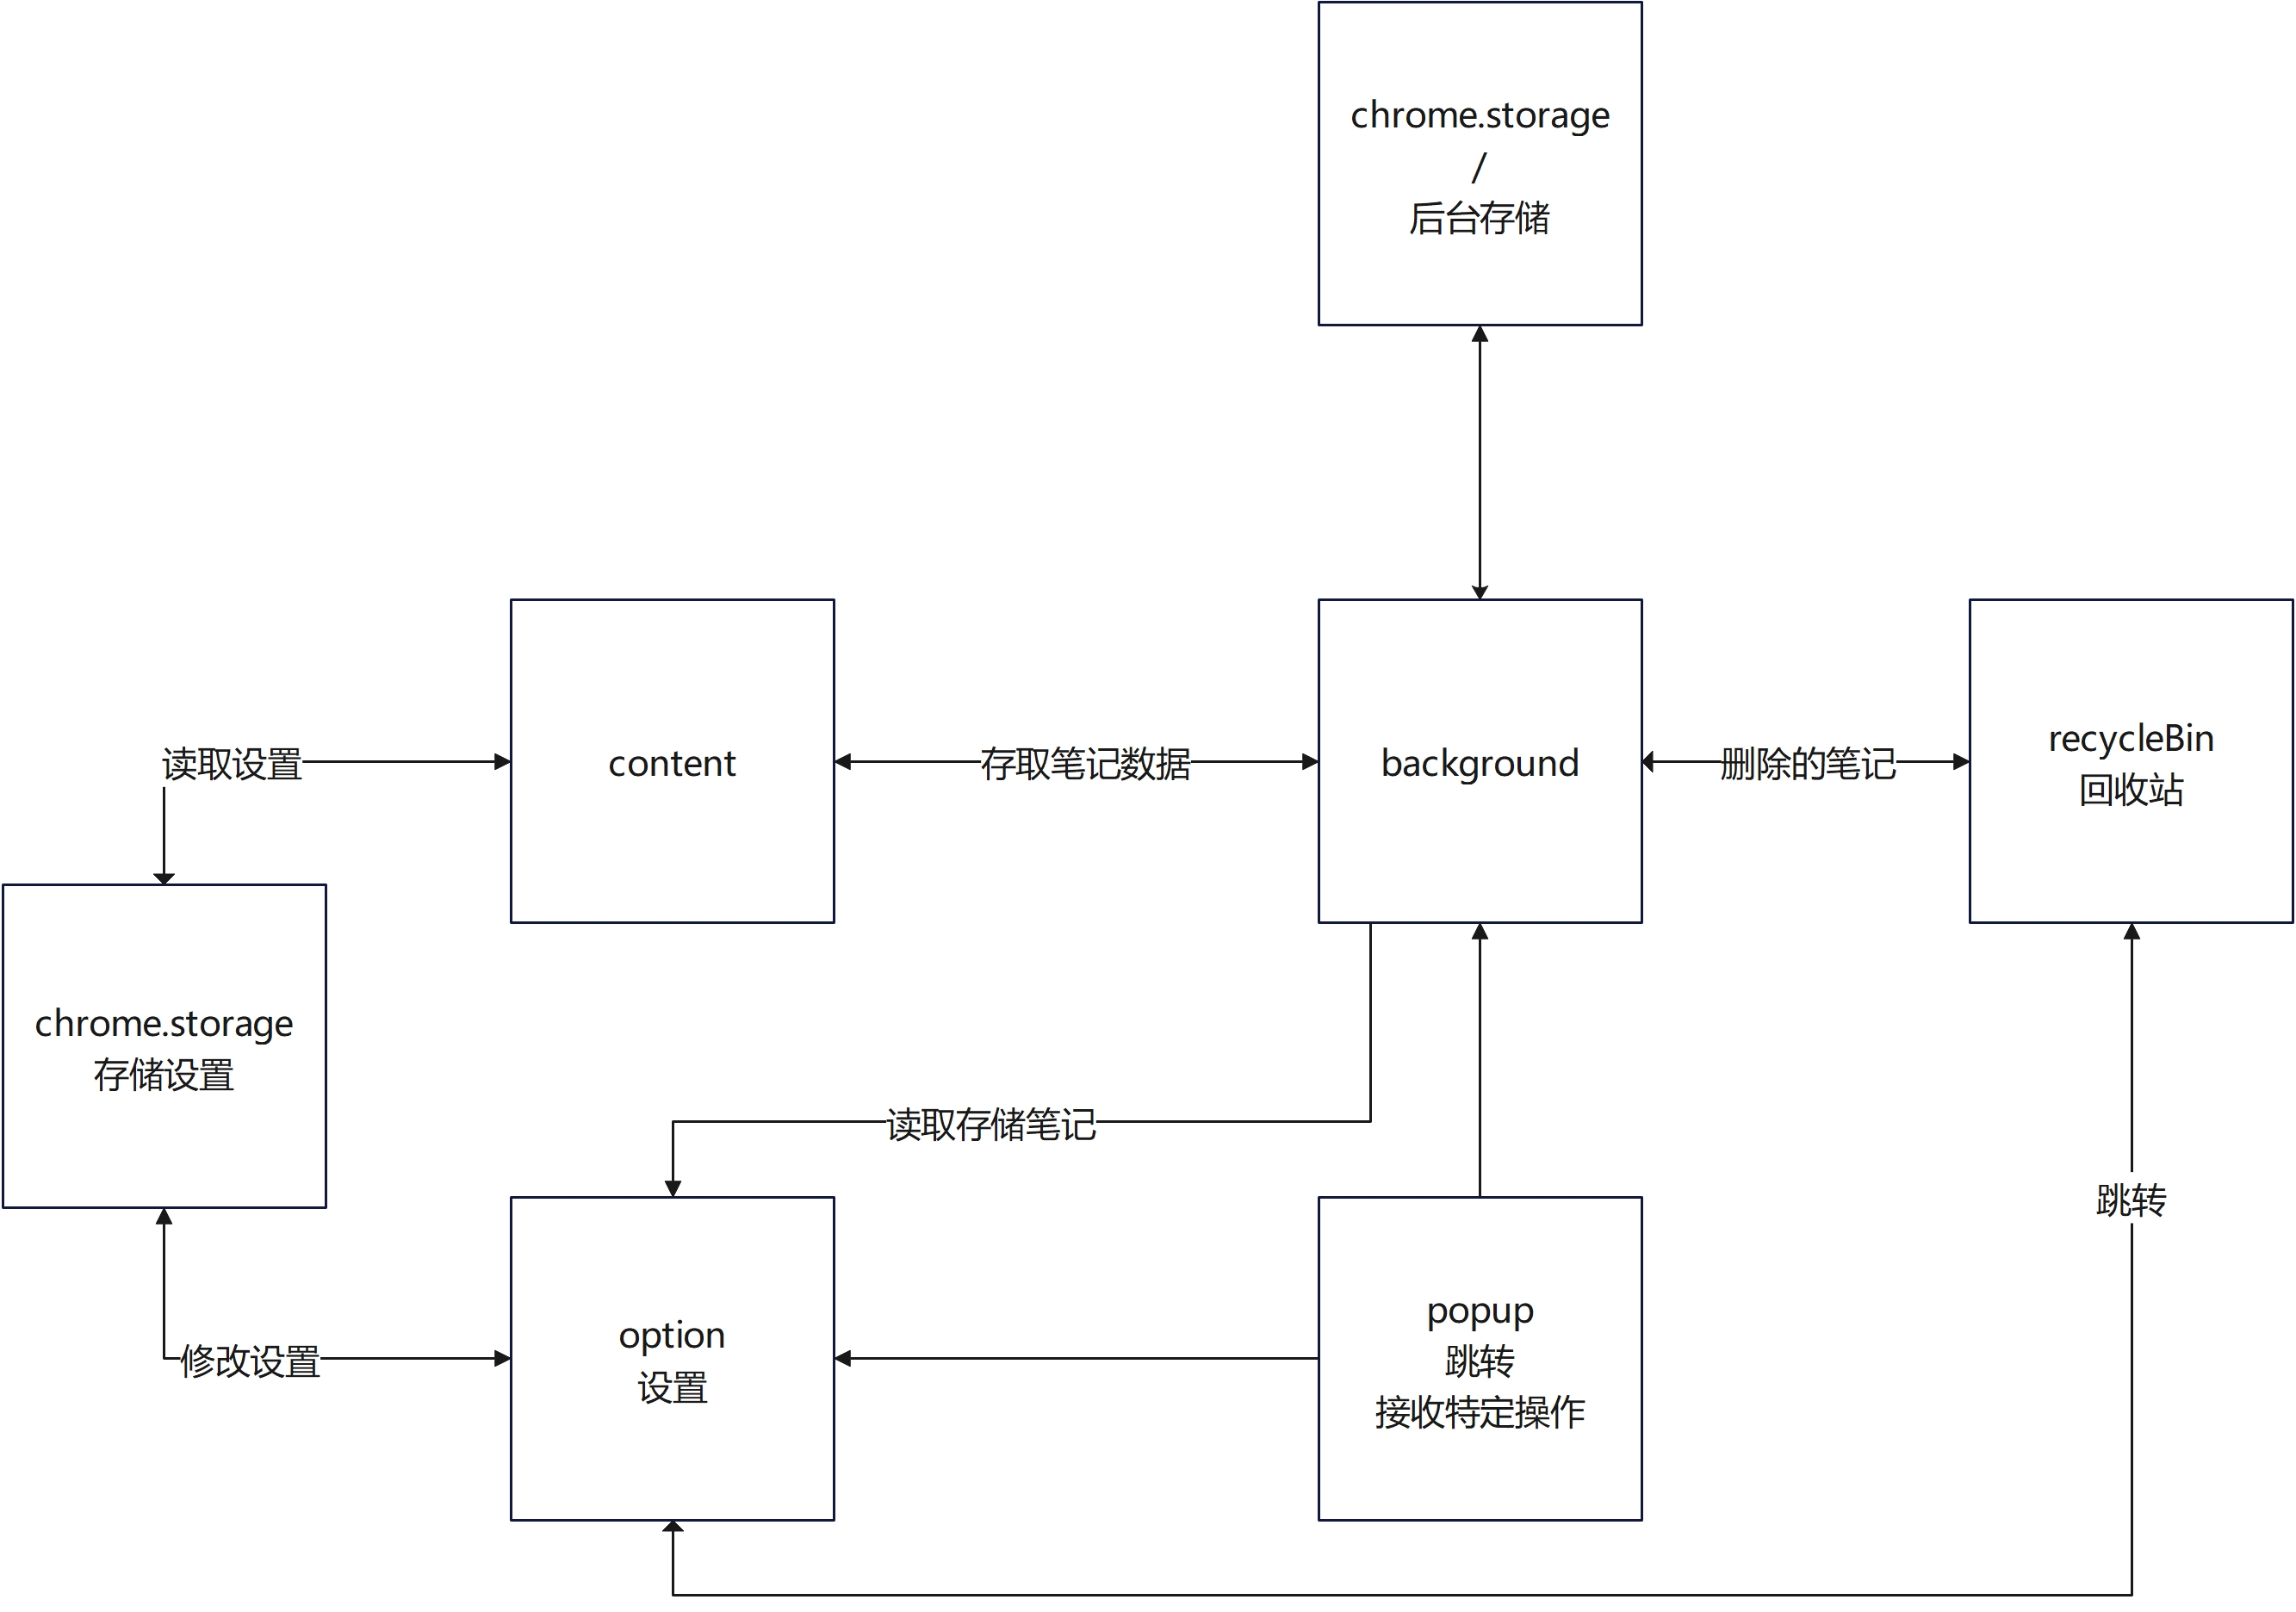 chrome.storage
/
后台存储
读取设置
content
存取笔记数据
background
删除的笔记
recycleBin
回收站
chrome.storage
存储设置
读取存储笔记
跳转
修改设置
option
设置
popup
跳转
接收特定操作